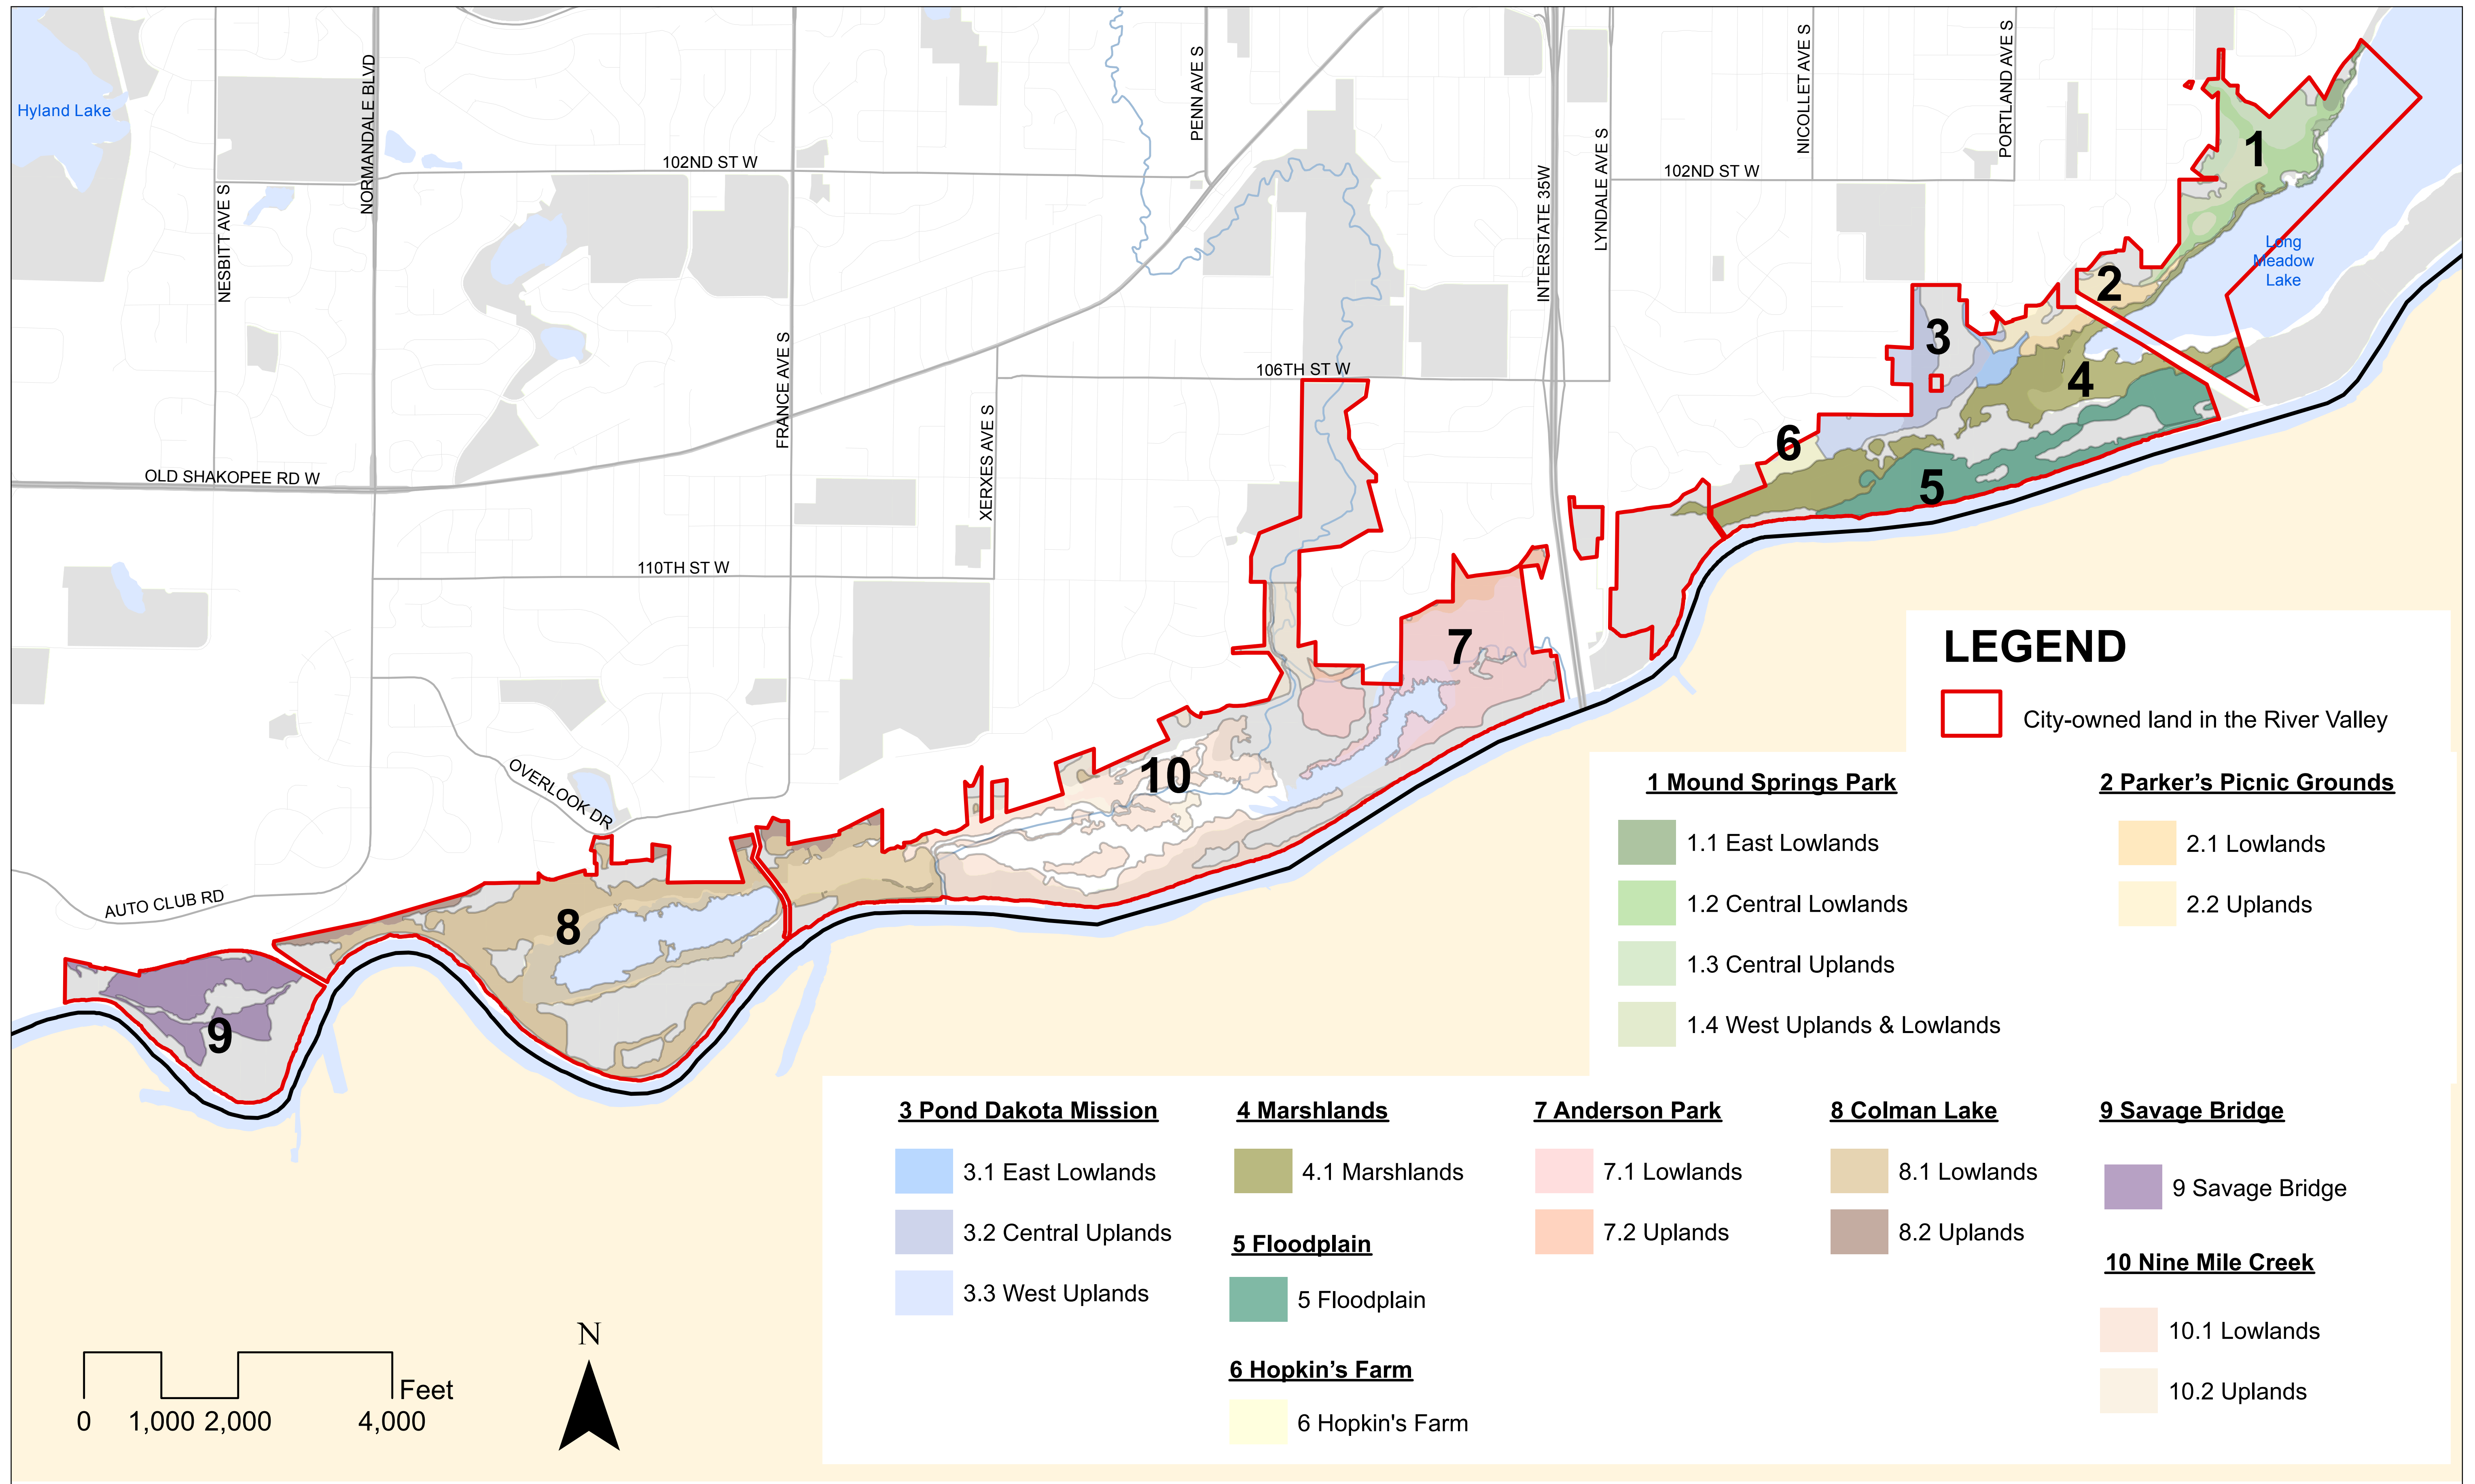 Hyland Lake
NESBITT AVE S
NORMANDALE BLVD
102ND ST W
FRANCE AVE S
PENN AVE S
INTERSTATE 35W
LYNDALE AVE S
102ND ST W
NICOLLET AVE S
PORTLAND AVE S
1
Long
Meadow
Lake
2
3
4
6
5
106TH ST W
XERXES AVE S
OLD SHAKOPEE RD W
110TH ST W
7
10
OVERLOOK DR
AUTO CLUB RD
8
9
LEGEND
City-owned land in the River Valley
1 Mound Springs Park
1.1 East Lowlands
1.2 Central Lowlands
1.3 Central Uplands
1.4 West Uplands & Lowlands
2 Parker’s Picnic Grounds
2.1 Lowlands
2.2 Uplands
3 Pond Dakota Mission
3.1 East Lowlands
3.2 Central Uplands
3.3 West Uplands
4 Marshlands
4.1 Marshlands
5 Floodplain
5 Floodplain
6 Hopkin’s Farm
6 Hopkin's Farm
7 Anderson Park
7.1 Lowlands
7.2 Uplands
8 Colman Lake
8.1 Lowlands
8.2 Uplands
9 Savage Bridge
9 Savage Bridge
10 Nine Mile Creek
10.1 Lowlands
10.2 Uplands
N
Feet
0 1,000 2,000 4,000